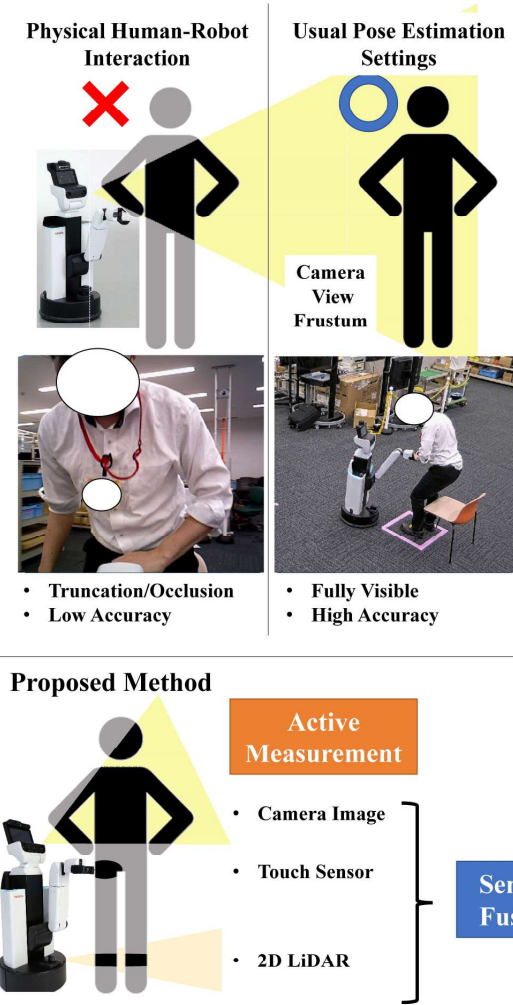 Physical Human-Robot
Interaction
Usual Pose Estimation
Settings
Camera
View
Frustum
• Truncation/Occlusion
• Low Accuracy
• Fully Visible
• High Accuracy
Proposed Method
Active
Measurement
• Camera Image
• Touch Sensor
• 2D LiDAR